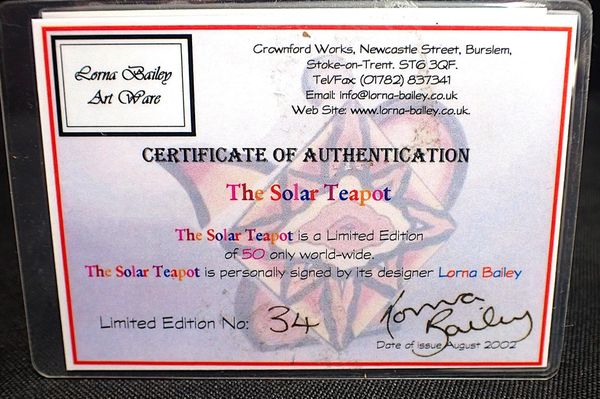 Lorna Bailey
Art Ware
Crownford Works, Newcastle Street, Burslem,
Stoke-on-Trent. ST6 3QF.
Tel/Fax: (01782) 837341
Email: info@lorna-bailey.co.uk
Web Site: www.lorna-bailey.co.uk.
CERTIFICATE OF AUTHENTICATION
The Solar Teapot
The Solar Teapot is a Limited Edition
of 50 only world-wide.
The Solar Teapot is personally signed by its designer Lorna Bailey
Limited Edition No: 34
Lorna
Bailey
Date of issue August 2002